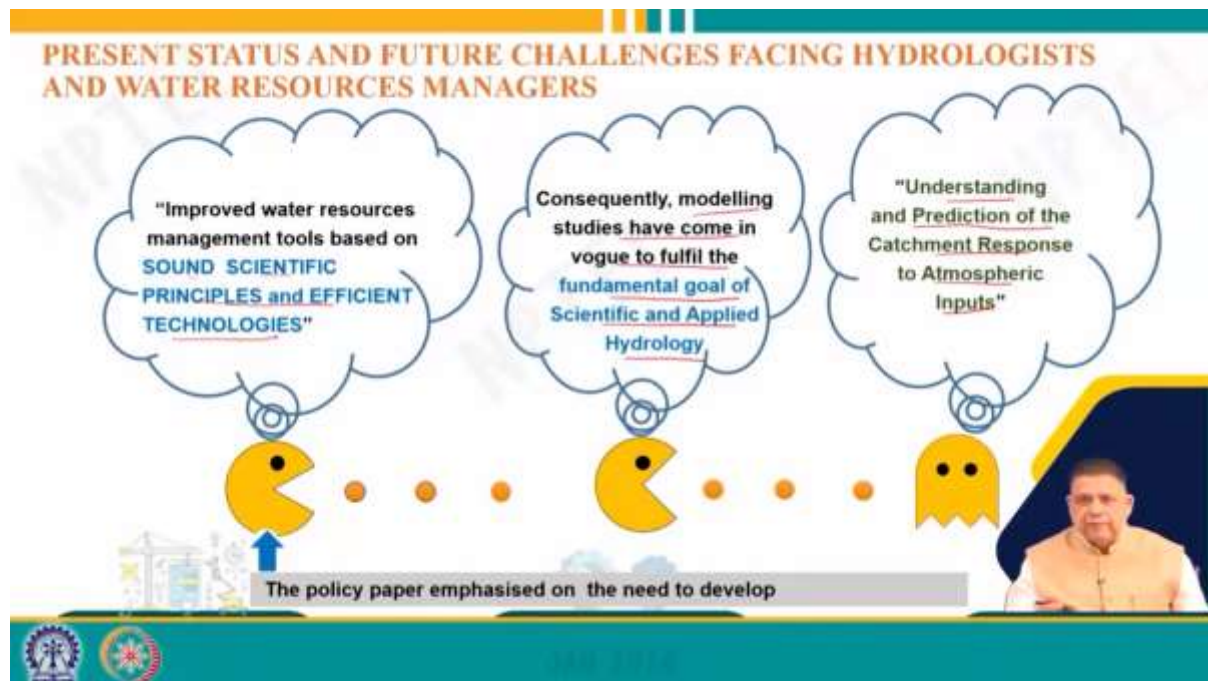 PRESENT STATUS AND FUTURE CHALLENGES FACING HYDROLOGISTS
AND WATER RESOURCES MANAGERS
"Improved water resources
management tools based on
SOUND SCIENTIFIC
PRINCIPLES and EFFICIENT
TECHNOLOGIES"
Consequently, modelling
studies have come in
vogue to fulfil the
fundamental goal of
Scientific and Applied
Hydrology
"Understanding
and Prediction of the
Catchment Response
to Atmospheric
Inputs"
The policy paper emphasised on the need to develop
NPTEL